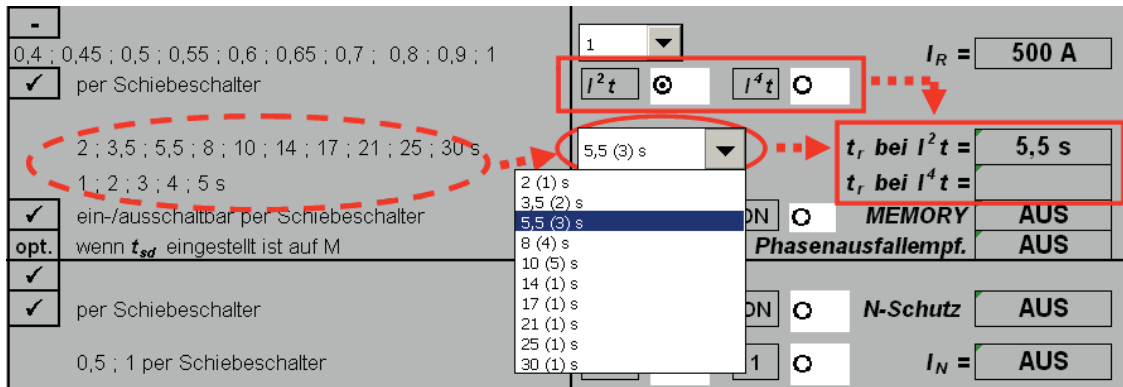 -
0,4 ; 0,45 ; 0,5 ; 0,55 ; 0,6 ; 0,65 ; 0,7 ; 0,8 ; 0,9 ; 1 1 I_R = 500 A
✓ per Schiebeschalter I²t I⁴t
2 ; 3,5 ; 5,5 ; 8 ; 10 ; 14 ; 17 ; 21 ; 25 ; 30 s 5,5 (3) s t_r bei I²t = 5,5 s
1 ; 2 ; 3 ; 4 ; 5 s t_r bei I⁴t =
2 (1) s
3,5 (2) s
✓ ein-/ausschaltbar per Schiebeschalter ON MEMORY AUS
5,5 (3) s
opt. wenn t_sd eingestellt ist auf M Phasenausfallempf. AUS
8 (4) s
10 (5) s
✓
14 (1) s
✓ per Schiebeschalter ON N-Schutz AUS
17 (1) s
21 (1) s
25 (1) s
0,5 ; 1 per Schiebeschalter 1 I_N = AUS
30 (1) s